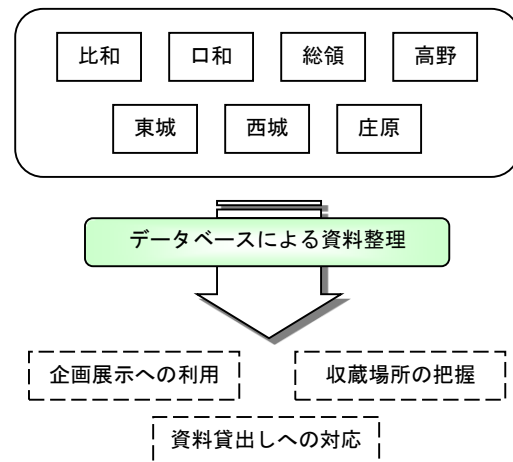 比和
口和
総領
高野
東城
西城
庄原
データベースによる資料整理
企画展示への利用
収蔵場所の把握
資料貸出しへの対応